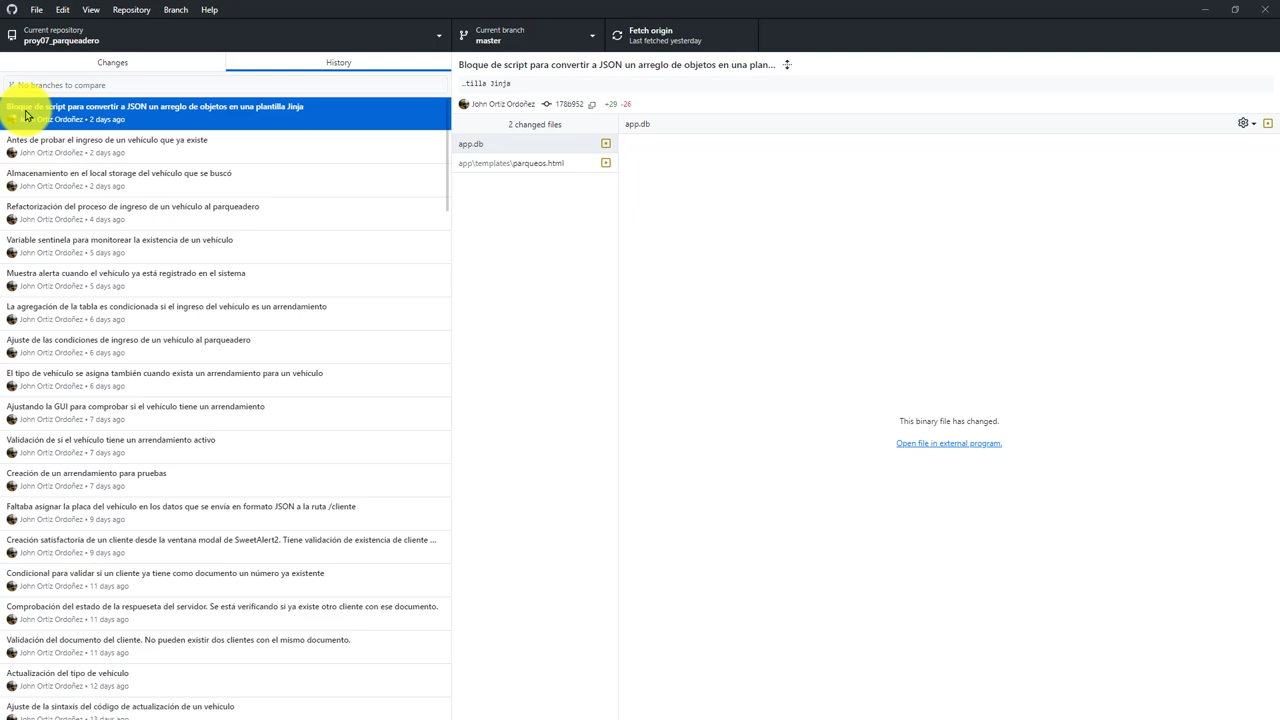 File Edit View Repository Branch Help
Current repository
proy07_parqueadero
Current branch
master
Fetch origin
Last fetched yesterday
Changes
History
No branches to compare
Bloque de script para convertir a JSON un arreglo de objetos en una plantilla Jinja
John Ortiz Ordoñez • 2 days ago
Antes de probar el ingreso de un vehículo que ya existe
John Ortiz Ordoñez • 2 days ago
Almacenamiento en el local storage del vehículo que se buscó
John Ortiz Ordoñez • 2 days ago
Refactorización del proceso de ingreso de un vehículo al parqueadero
John Ortiz Ordoñez • 4 days ago
Variable sentinela para monitorear la existencia de un vehículo
John Ortiz Ordoñez • 5 days ago
Muestra alerta cuando el vehículo ya está registrado en el sistema
John Ortiz Ordoñez • 5 days ago
La agregación de la tabla es condicionada si el ingreso del vehículo es un arrendamiento
John Ortiz Ordoñez • 6 days ago
Ajuste de las condiciones de ingreso de un vehículo al parqueadero
John Ortiz Ordoñez • 6 days ago
El tipo de vehículo se asigna también cuando exista un arrendamiento para un vehículo
John Ortiz Ordoñez • 6 days ago
Ajustando la GUI para comprobar si el vehículo tiene un arrendamiento
John Ortiz Ordoñez • 7 days ago
Validación de si el vehículo tiene un arrendamiento activo
John Ortiz Ordoñez • 7 days ago
Creación de un arrendamiento para pruebas
John Ortiz Ordoñez • 7 days ago
Faltaba asignar la placa del vehículo en los datos que se envía en formato JSON a la ruta /cliente
John Ortiz Ordoñez • 9 days ago
Creación satisfactoria de un cliente desde la ventana modal de SweetAlert2. Tiene validación de existencia de cliente ...
John Ortiz Ordoñez • 9 days ago
Condicional para validar si un cliente ya tiene como documento un número ya existente
John Ortiz Ordoñez • 11 days ago
Comprobación del estado de la respueseta del servidor. Se está verificando si ya existe otro cliente con ese documento.
John Ortiz Ordoñez • 11 days ago
Validación del documento del cliente. No pueden existir dos clientes con el mismo documento.
John Ortiz Ordoñez • 11 days ago
Actualización del tipo de vehículo
John Ortiz Ordoñez • 12 days ago
Ajuste de la sintaxis del código de actualización de un vehículo
John Ortiz Ordoñez • 13 days ago
Bloque de script para convertir a JSON un arreglo de objetos en una plan...
…tilla Jinja
John Ortiz Ordoñez 178b952 +29 -26
2 changed files
app.db
app\templates\parqueos.html
app.db
This binary file has changed.
Open file in external program.